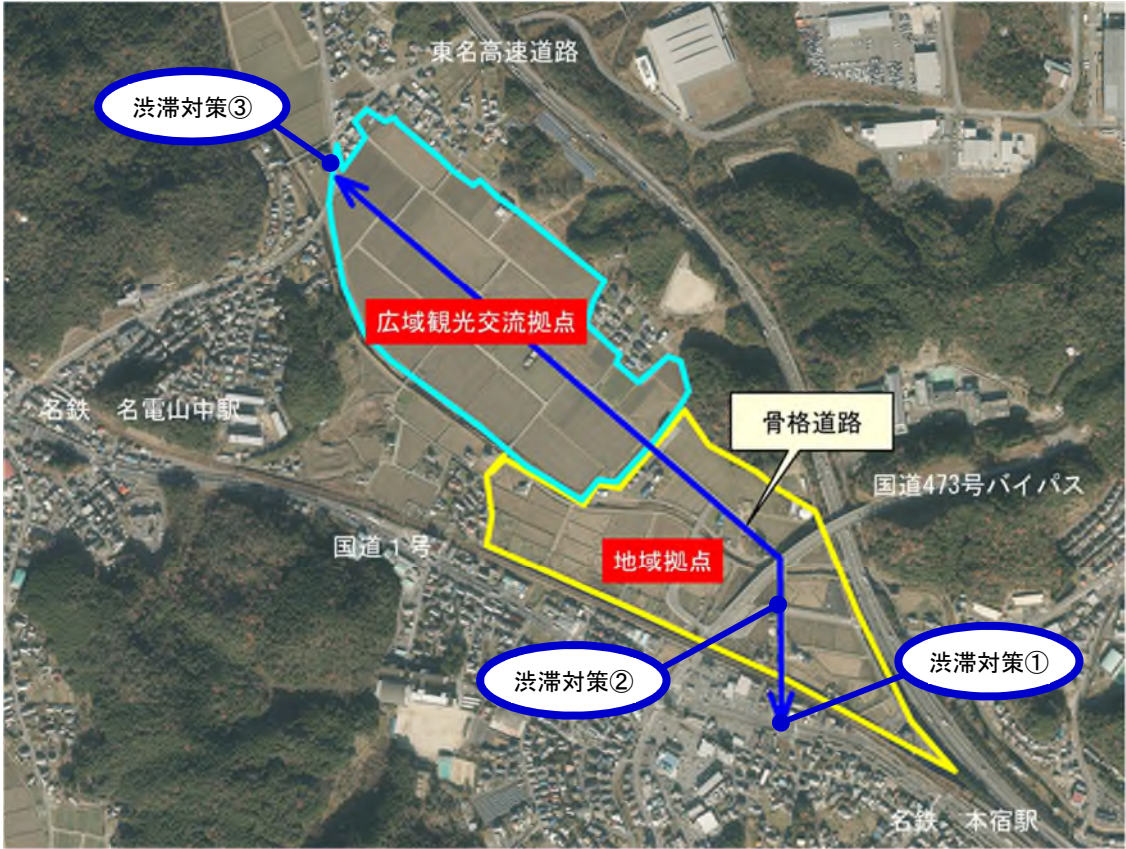 東名高速道路
渋滞対策③
広域観光交流拠点
名鉄 名電山中駅
骨格道路
国道473号バイパス
国道1号
地域拠点
渋滞対策②
渋滞対策①
名鉄 本宿駅